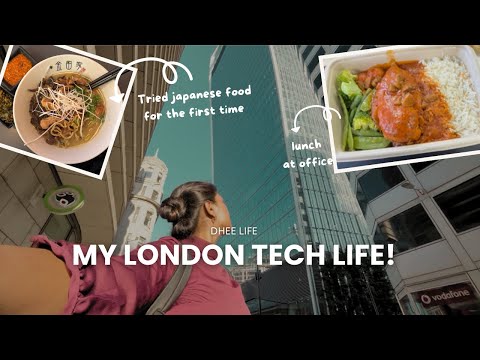 Tried japanese food
for the first time
lunch
at office
DHEE LIFE
MY LONDON TECH LIFE!
vodafone